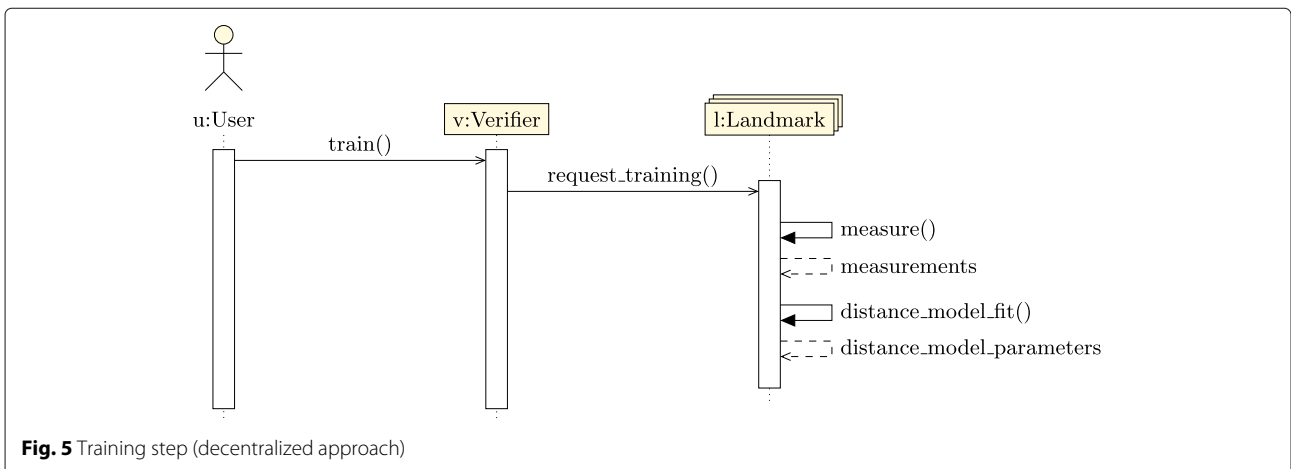 u:User
v:Verifier
l:Landmark
train()
request_training()
measure()
measurements
distance_model_fit()
distance_model_parameters
Fig. 5 Training step (decentralized approach)